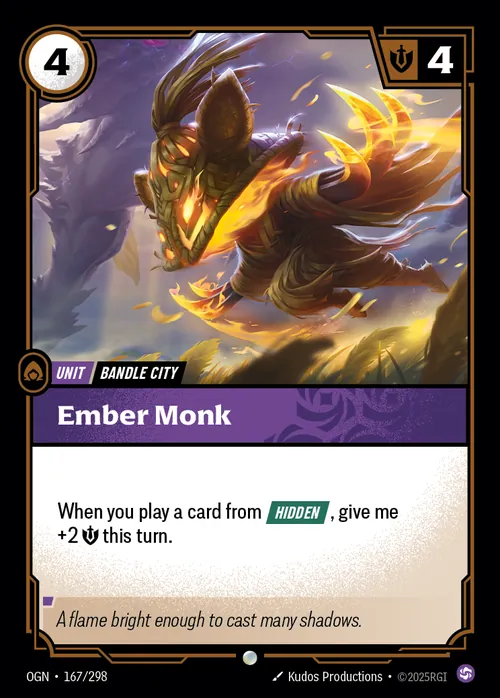 4
4
UNIT
BANDLE CITY
Ember Monk
When you play a card from HIDDEN , give me
+2 this turn.
A flame bright enough to cast many shadows.
OGN • 167/298
Kudos Productions • ©2025RGI